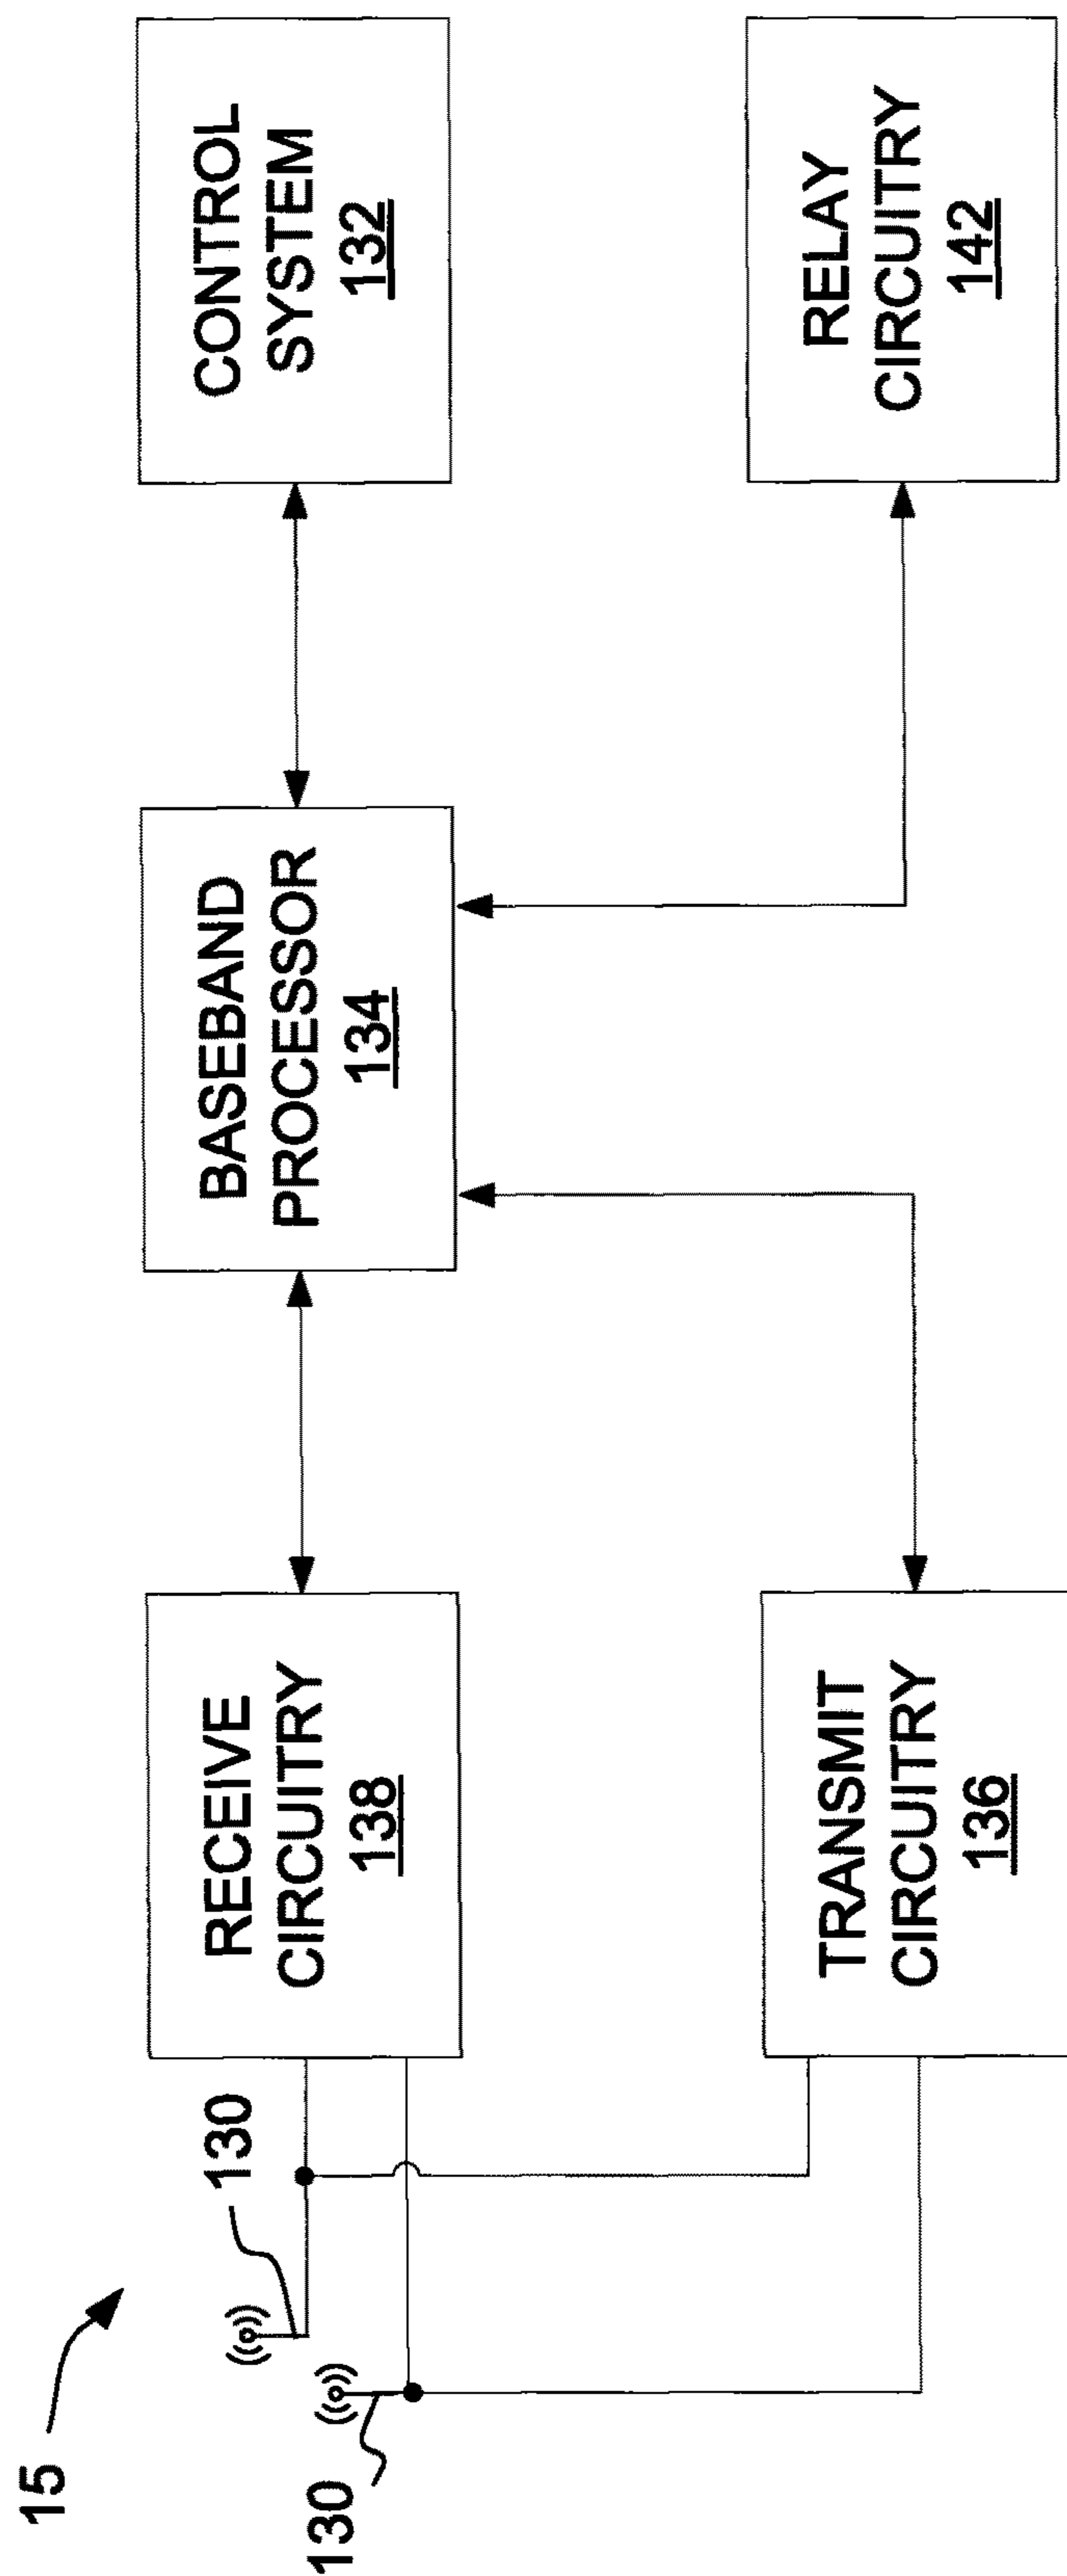 15
130
130
RECEIVE
CIRCUITRY
138
BASEBAND
PROCESSOR
134
CONTROL
SYSTEM
132
TRANSMIT
CIRCUITRY
136
RELAY
CIRCUITRY
142